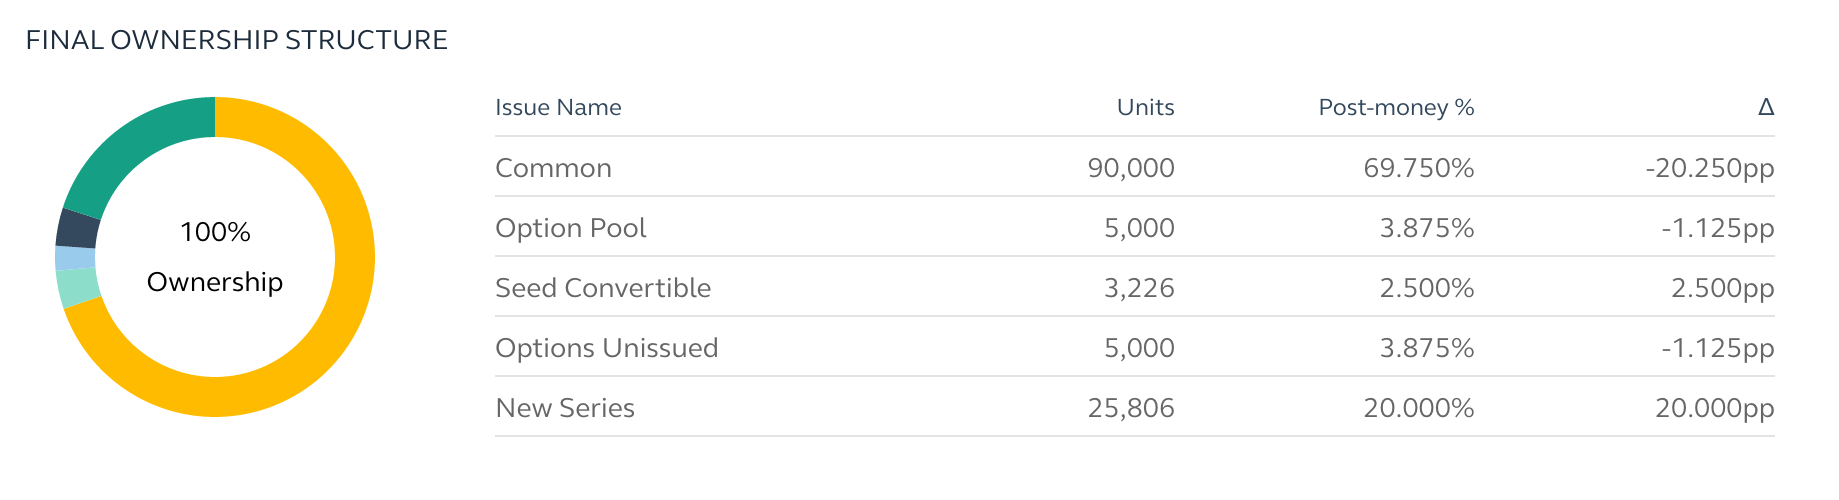 FINAL OWNERSHIP STRUCTURE
100%
Ownership
Issue Name Units Post-money % Δ
Common 90,000 69.750% -20.250pp
Option Pool 5,000 3.875% -1.125pp
Seed Convertible 3,226 2.500% 2.500pp
Options Unissued 5,000 3.875% -1.125pp
New Series 25,806 20.000% 20.000pp